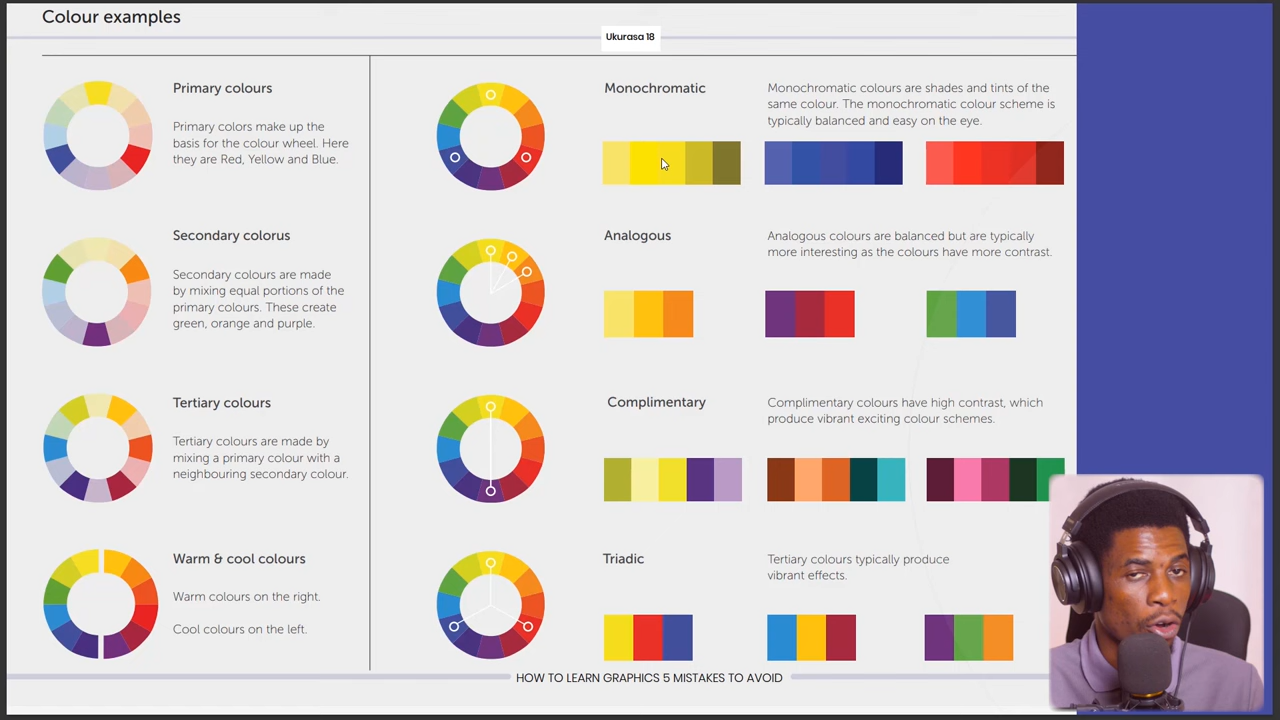 Colour examples
Ukurasa 18
Primary colours
Primary colors make up the
basis for the colour wheel. Here
they are Red, Yellow and Blue.
Secondary colorus
Secondary colours are made
by mixing equal portions of the
primary colours. These create
green, orange and purple.
Tertiary colours
Tertiary colours are made by
mixing a primary colour with a
neighbouring secondary colour.
Warm & cool colours
Warm colours on the right.
Cool colours on the left.
Monochromatic
Monochromatic colours are shades and tints of the
same colour. The monochromatic colour scheme is
typically balanced and easy on the eye.
Analogous
Analogous colours are balanced but are typically
more interesting as the colours have more contrast.
Complimentary
Complimentary colours have high contrast, which
produce vibrant exciting colour schemes.
Triadic
Tertiary colours typically produce
vibrant effects.
HOW TO LEARN GRAPHICS 5 MISTAKES TO AVOID